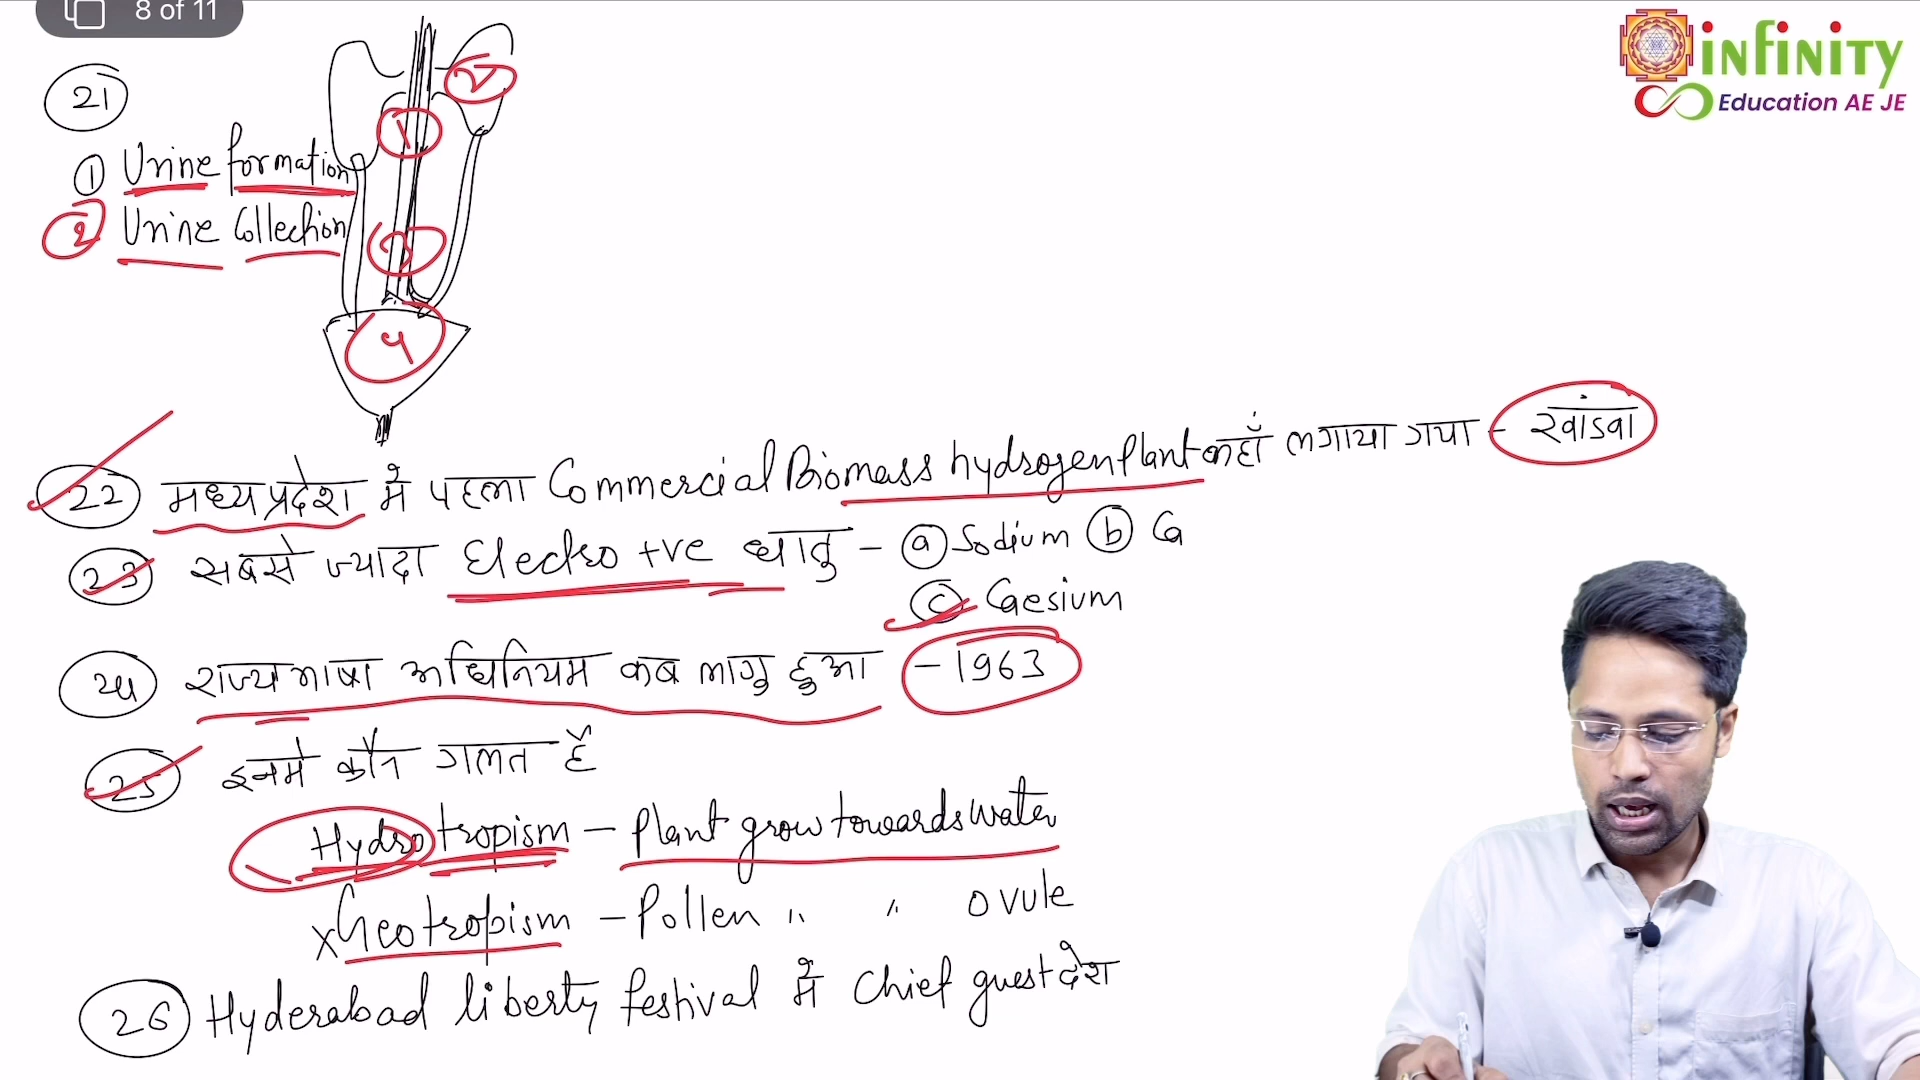 8 of 11
infinity
Education AE JE
21
1 Urine formation
2 Urine Collection
1
2
3
4
22 मध्य प्रदेश में पहला Commercial Biomass hydrogen Plant कहाँ लगाया गया - खांडवा
23 सबसे ज्यादा Electro +ve धातु - a Sodium b Ca
c Caesium
24 राज्य भाषा अधिनियम कब लागु हुआ - 1963
25 इनमे कौन गलत है
Hydrotropism - Plant grow towards water
x Geotropism - Pollen " " ovule
26 Hyderabad liberty festival में Chief guest देश